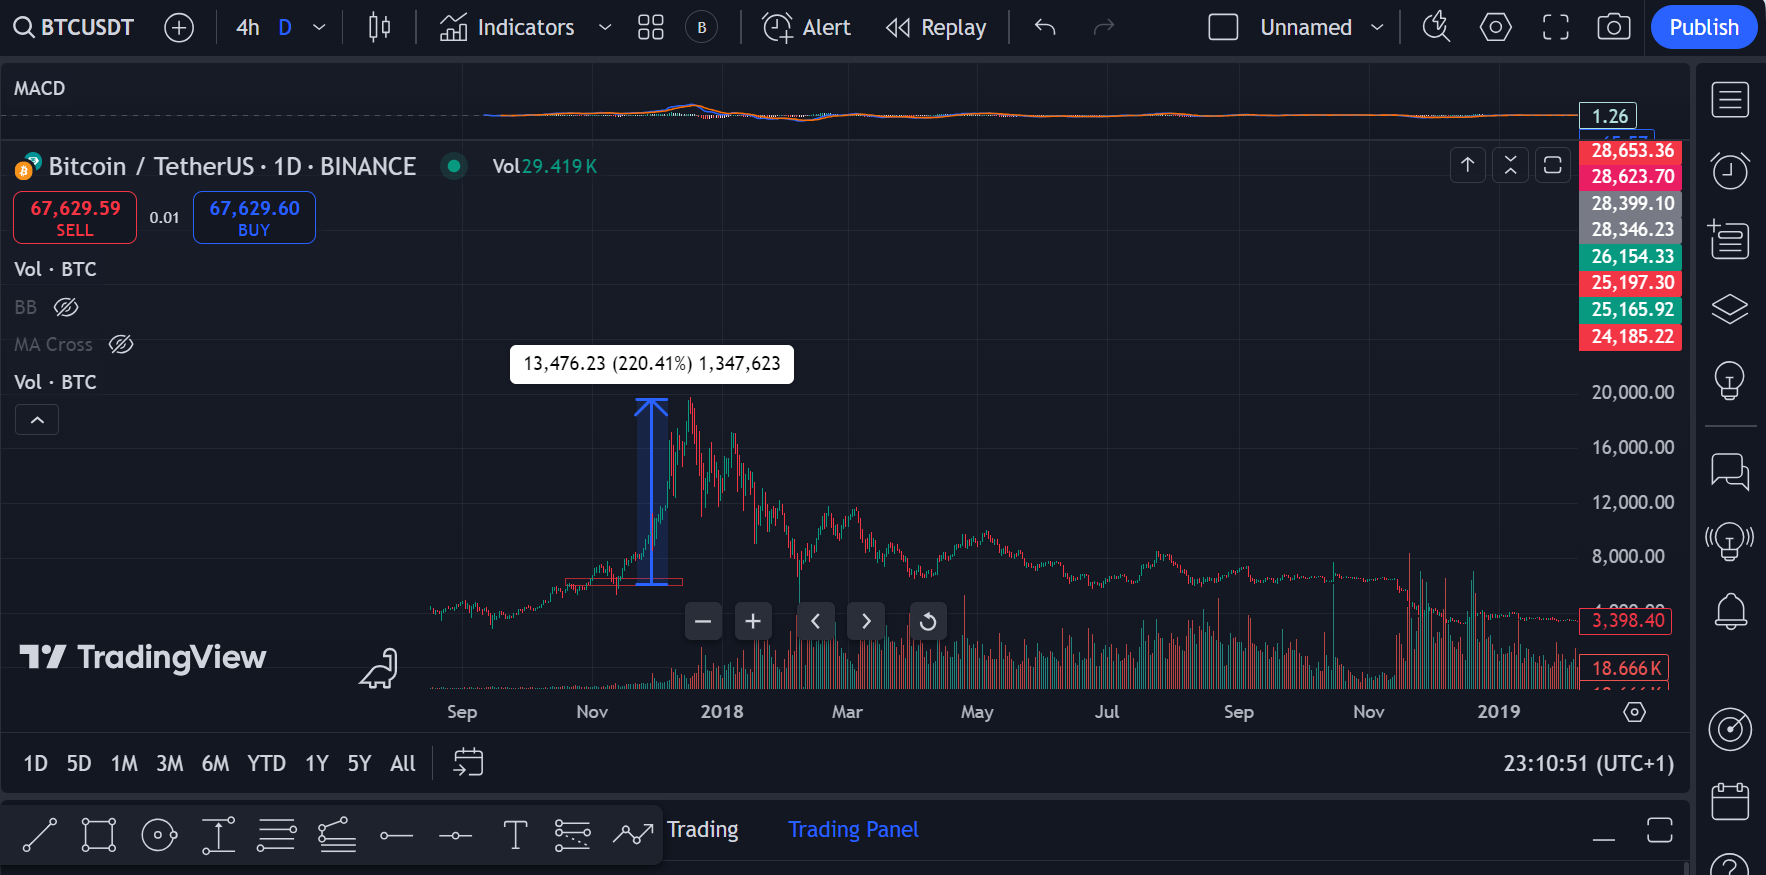 BTCUSDT 4h D Indicators B Alert Replay Unnamed Publish
MACD
1.26
Bitcoin / TetherUS · 1D · BINANCE Vol29.419 K
28,653.36
28,623.70
28,399.10
28,346.23
26,154.33
25,197.30
25,165.92
24,185.22
67,629.59
SELL
0.01
67,629.60
BUY
Vol · BTC
BB
MA Cross
Vol · BTC
13,476.23 (220.41%) 1,347,623
20,000.00
16,000.00
12,000.00
8,000.00
3,398.40
18.666 K
TradingView
Sep Nov 2018 Mar May Jul Sep Nov 2019
1D 5D 1M 3M 6M YTD 1Y 5Y All
23:10:51 (UTC+1)
Trading Trading Panel